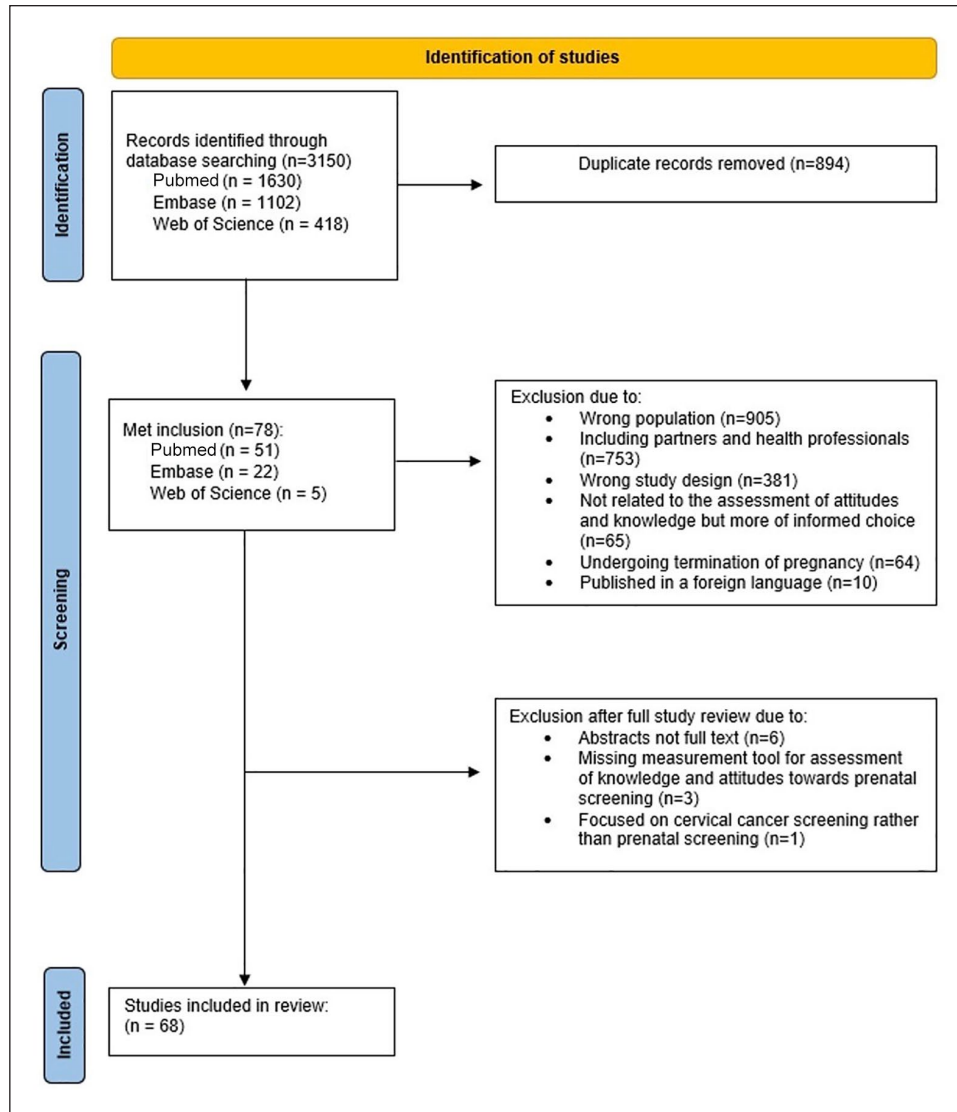 Identification of studies
Identification
Records identified through
database searching (n=3150)
Pubmed (n = 1630)
Embase (n = 1102)
Web of Science (n = 418)
Duplicate records removed (n=894)
Screening
Met inclusion (n=78):
Pubmed (n = 51)
Embase (n = 22)
Web of Science (n = 5)
Exclusion due to:
• Wrong population (n=905)
• Including partners and health professionals
(n=753)
• Wrong study design (n=381)
• Not related to the assessment of attitudes
and knowledge but more of informed choice
(n=65)
• Undergoing termination of pregnancy (n=64)
• Published in a foreign language (n=10)
Exclusion after full study review due to:
• Abstracts not full text (n=6)
• Missing measurement tool for assessment
of knowledge and attitudes towards prenatal
screening (n=3)
• Focused on cervical cancer screening rather
than prenatal screening (n=1)
Included
Studies included in review:
(n = 68)